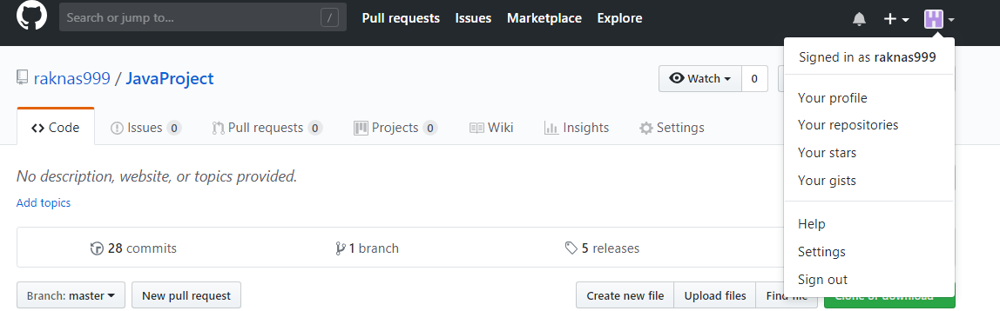 Search or jump to... /
Pull requests Issues Marketplace Explore
Signed in as raknas999
raknas999 / JavaProject
Watch 0
Your profile
Your repositories
Your stars
Your gists
Help
Settings
Sign out
Code Issues 0 Pull requests 0 Projects 0 Wiki Insights Settings
No description, website, or topics provided.
Add topics
28 commits 1 branch 5 releases
Branch: master New pull request Create new file Upload files Find file Clone or download